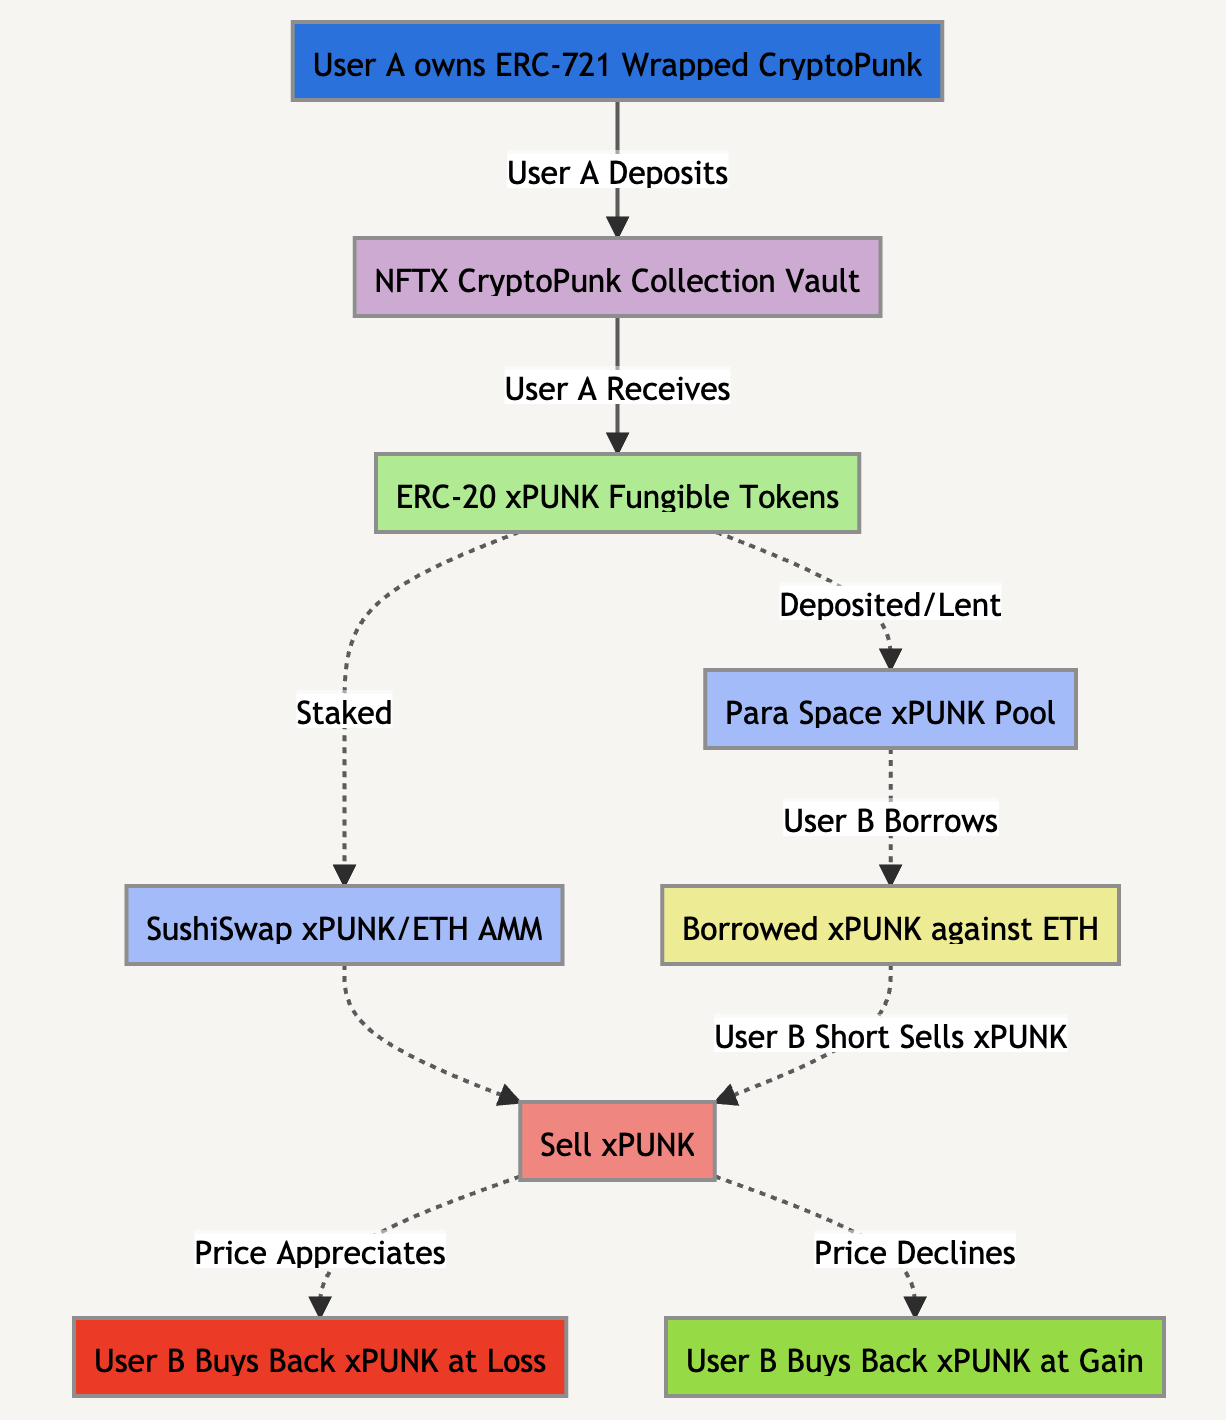 User A owns ERC-721 Wrapped CryptoPunk
User A Deposits
NFTX CryptoPunk Collection Vault
User A Receives
ERC-20 xPUNK Fungible Tokens
Deposited/Lent
Staked
Para Space xPUNK Pool
User B Borrows
SushiSwap xPUNK/ETH AMM
Borrowed xPUNK against ETH
User B Short Sells xPUNK
Sell xPUNK
Price Appreciates
Price Declines
User B Buys Back xPUNK at Loss
User B Buys Back xPUNK at Gain